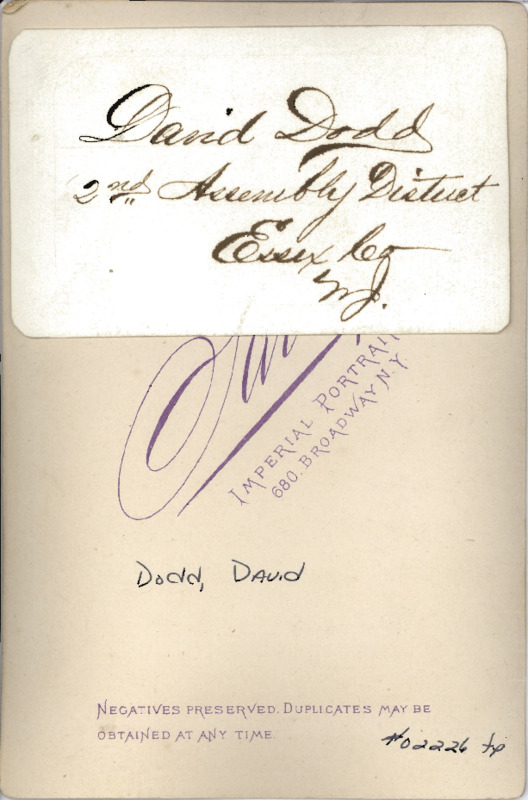 David Dodd
2nd Assembly District
Essex Co
N.J.
IMPERIAL PORTRAIT
680. BROADWAY N.Y.
Dodd, David
NEGATIVES PRESERVED. DUPLICATES MAY BE
OBTAINED AT ANY TIME.
#02226